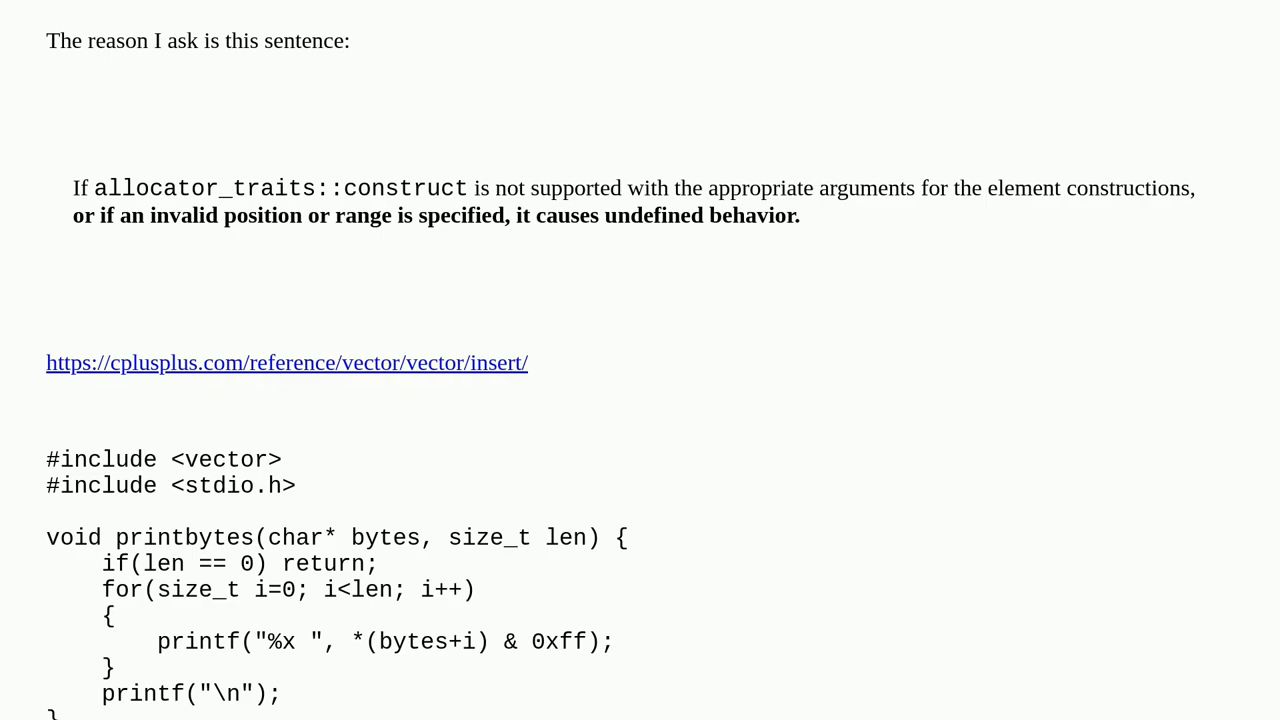 The reason I ask is this sentence:
If allocator_traits::construct is not supported with the appropriate arguments for the element constructions,
or if an invalid position or range is specified, it causes undefined behavior.
https://cplusplus.com/reference/vector/vector/insert/
#include <vector>
#include <stdio.h>
void printbytes(char* bytes, size_t len) {
    if(len == 0) return;
    for(size_t i=0; i<len; i++)
    {
        printf("%x ", *(bytes+i) & 0xff);
    }
    printf("\n");
}